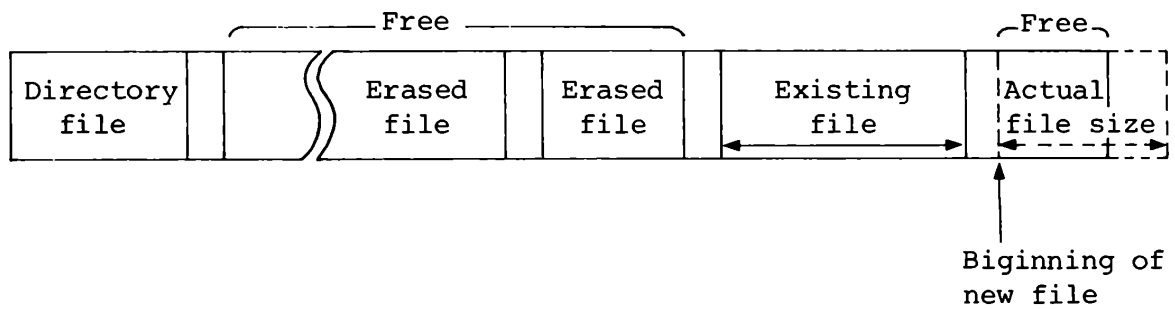 Free
Free
Directory
file
Erased
file
Erased
file
Existing
file
Actual
file size
Biginning of
new file